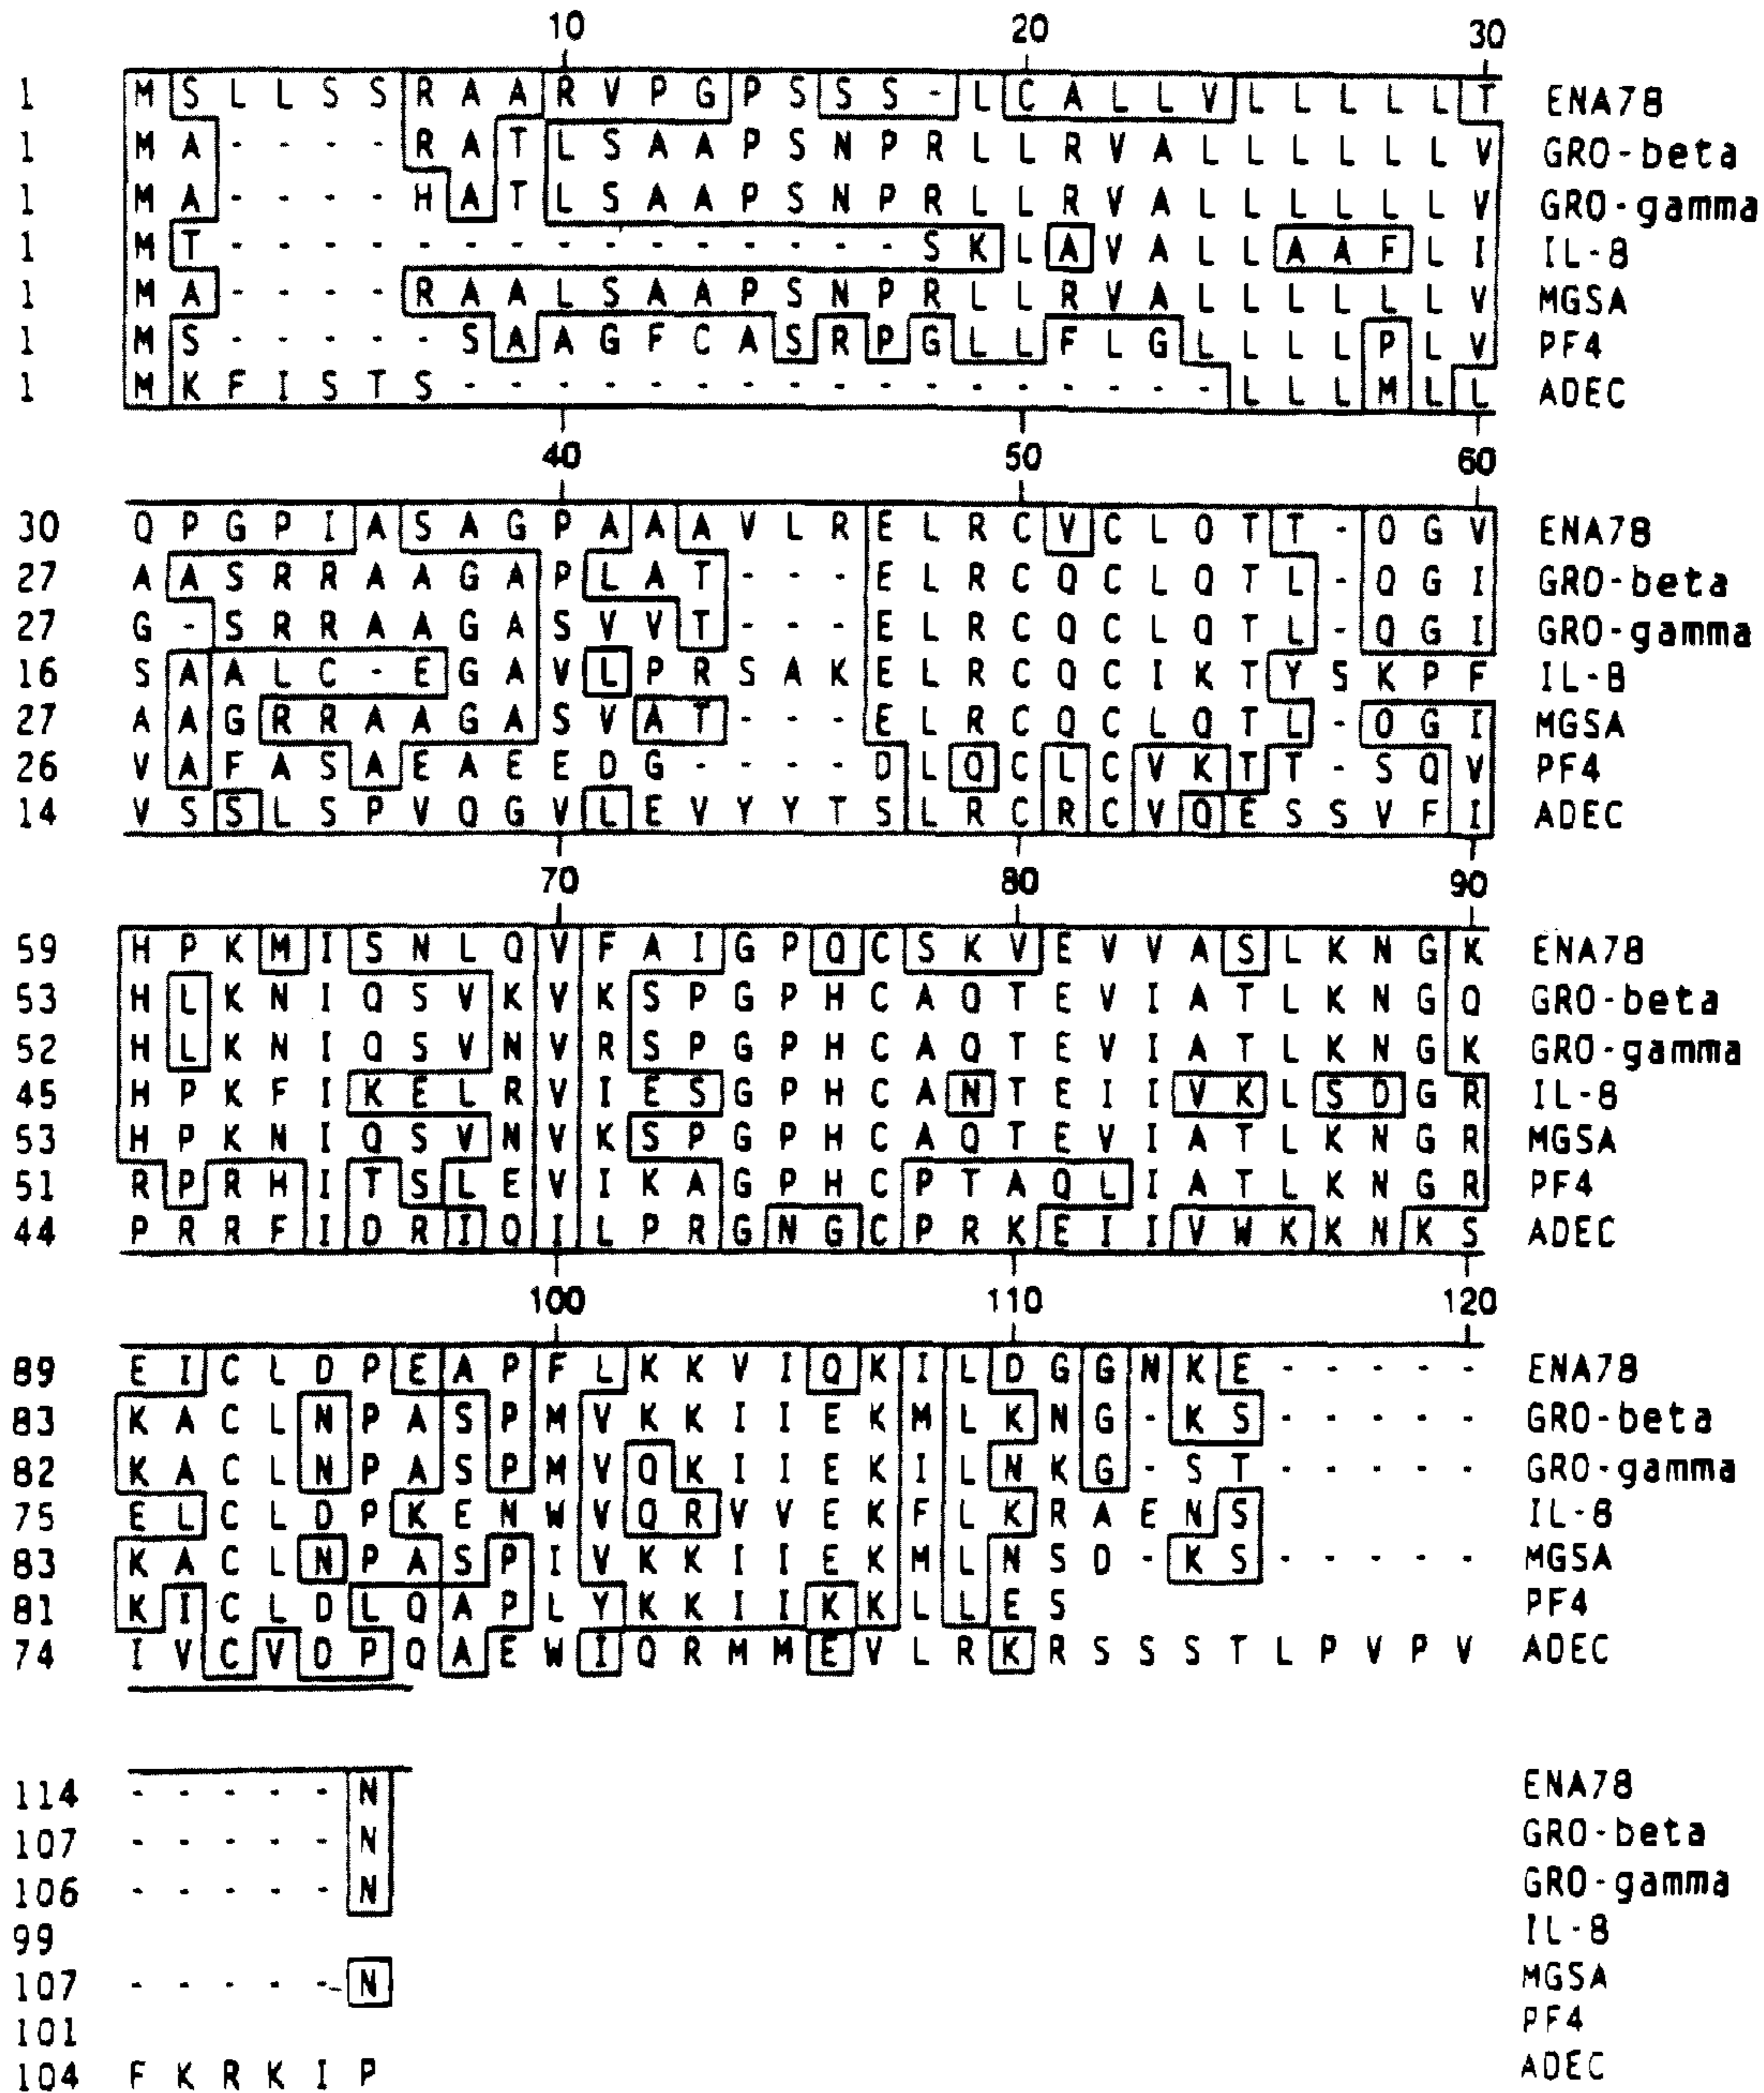 10 20 30
1 M S L L S S R A A R V P G P S S S - L C A L L V L L L L L T ENA78
1 M A - - - - R A T L S A A P S N P R L L R V A L L L L L L V GRO-beta
1 M A - - - - H A T L S A A P S N P R L L R V A L L L L L L V GRO-gamma
1 M T - - - - - - - - - - - - - - - S K L A V A L L A A F L I IL-8
1 M A - - - - R A A L S A A P S N P R L L R V A L L L L L L V MGSA
1 M S - - - - - S A A G F C A S R P G L L F L G L L L L P L V PF4
1 M K F I S T S - - - - - - - - - - - - - - - - - L L L M L L ADEC
40 50 60
30 Q P G P I A S A G P A A A V L R E L R C V C L Q T T - Q G V ENA78
27 A A S R R A A G A P L A T - - - E L R C Q C L Q T L - Q G I GRO-beta
27 G - S R R A A G A S V V T - - - E L R C Q C L Q T L - Q G I GRO-gamma
16 S A A L C - E G A V L P R S A K E L R C Q C I K T Y S K P F IL-8
27 A A G R R A A G A S V A T - - - E L R C Q C L Q T L - Q G I MGSA
26 V A F A S A E A E E D G - - - - D L Q C L C V K T T - S Q V PF4
14 V S S L S P V Q G V L E V Y Y T S L R C R C V Q E S S V F I ADEC
70 80 90
59 H P K M I S N L Q V F A I G P Q C S K V E V V A S L K N G K ENA78
53 H L K N I Q S V K V K S P G P H C A Q T E V I A T L K N G Q GRO-beta
52 H L K N I Q S V N V R S P G P H C A Q T E V I A T L K N G K GRO-gamma
45 H P K F I K E L R V I E S G P H C A N T E I I V K L S D G R IL-8
53 H P K N I Q S V N V K S P G P H C A Q T E V I A T L K N G R MGSA
51 R P R H I T S L E V I K A G P H C P T A Q L I A T L K N G R PF4
44 P R R F I D R I Q I L P R G N G C P R K E I I V W K K N K S ADEC
100 110 120
89 E I C L D P E A P F L K K V I Q K I L D G G N K E - - - - - ENA78
83 K A C L N P A S P M V K K I I E K M L K N G - K S - - - - - GRO-beta
82 K A C L N P A S P M V Q K I I E K I L N K G - S T - - - - - GRO-gamma
75 E L C L D P K E N W V Q R V V E K F L K R A E N S IL-8
83 K A C L N P A S P I V K K I I E K M L N S D - K S - - - - - MGSA
81 K I C L D L Q A P L Y K K I I K K L L E S PF4
74 I V C V D P Q A E W I Q R M M E V L R K R S S S T L P V P V ADEC
114 - - - - - N ENA78
107 - - - - - N GRO-beta
106 - - - - - N GRO-gamma
99 IL-8
107 - - - - - N MGSA
101 PF4
104 F K R K I P ADEC